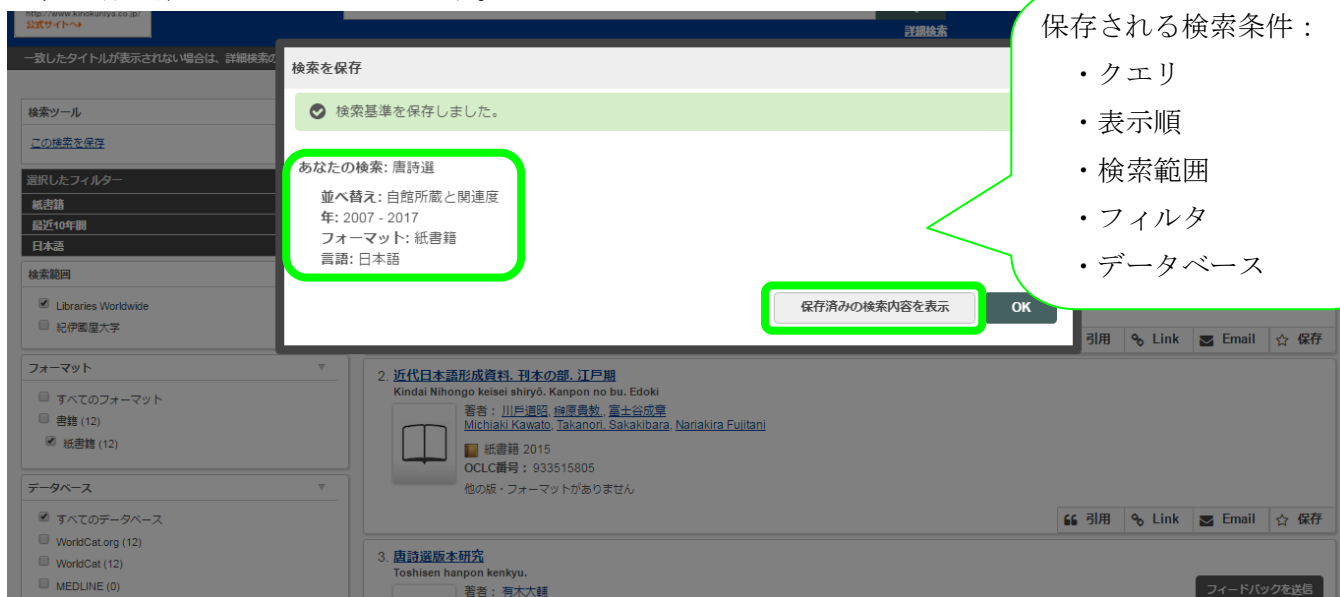 http://www.kinokuniya.co.jp/
公式サイトへ→
詳細検索
一致したタイトルが表示されない場合は、詳細検索の
検索ツール
この検索を保存
選択したフィルター
紙書籍
最近10年間
日本語
検索範囲
Libraries Worldwide
紀伊國屋大学
フォーマット
すべてのフォーマット
書籍 (12)
紙書籍 (12)
データベース
すべてのデータベース
WorldCat.org (12)
WorldCat (12)
MEDLINE (0)
検索を保存
検索基準を保存しました。
あなたの検索: 唐詩選
並べ替え: 自館所蔵と関連度
年: 2007 - 2017
フォーマット: 紙書籍
言語: 日本語
保存済みの検索内容を表示
OK
保存される検索条件：
・クエリ
・表示順
・検索範囲
・フィルタ
・データベース
引用 Link Email 保存
2. 近代日本語形成資料. 刊本の部. 江戸期
Kindai Nihongo keisei shiryō. Kanpon no bu. Edoki
著者： 川戸道昭, 榊原貴教., 富士谷成章
Michiaki Kawato, Takanori. Sakakibara, Nariakira Fujitani
紙書籍 2015
OCLC番号： 933515805
他の版・フォーマットがありません
引用 Link Email 保存
3. 唐詩選版本研究
Toshisen hanpon kenkyu.
著者： 有木大輔
フィードバックを送信